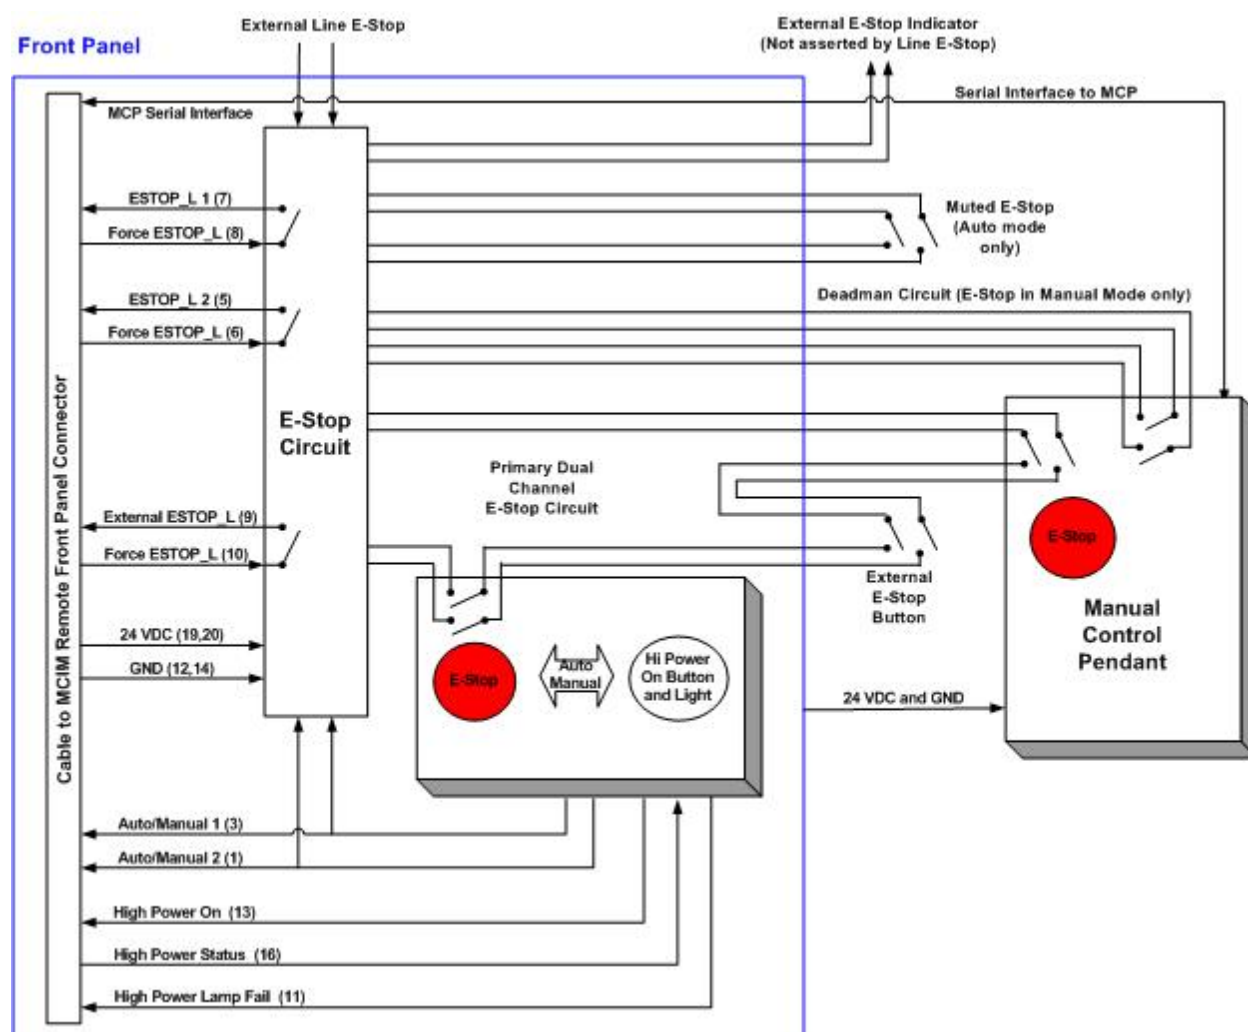 External Line E-Stop
External E-Stop Indicator
(Not asserted by Line E-Stop)
Front Panel
Serial Interface to MCP
MCP Serial Interface
ESTOP_L 1 (7)
Force ESTOP_L (8)
Muted E-Stop
(Auto mode
only)
ESTOP_L 2 (5)
Force ESTOP_L (6)
Deadman Circuit (E-Stop in Manual Mode only)
Cable to MCIM Remote Front Panel Connector
E-Stop
Circuit
Primary Dual
Channel
E-Stop Circuit
External ESTOP_L (9)
Force ESTOP_L (10)
External
E-Stop
Button
E-Stop
Manual
Control
Pendant
24 VDC (19,20)
GND (12,14)
E-Stop
Auto
Manual
Hi Power
On Button
and Light
24 VDC and GND
Auto/Manual 1 (3)
Auto/Manual 2 (1)
High Power On (13)
High Power Status (16)
High Power Lamp Fail (11)